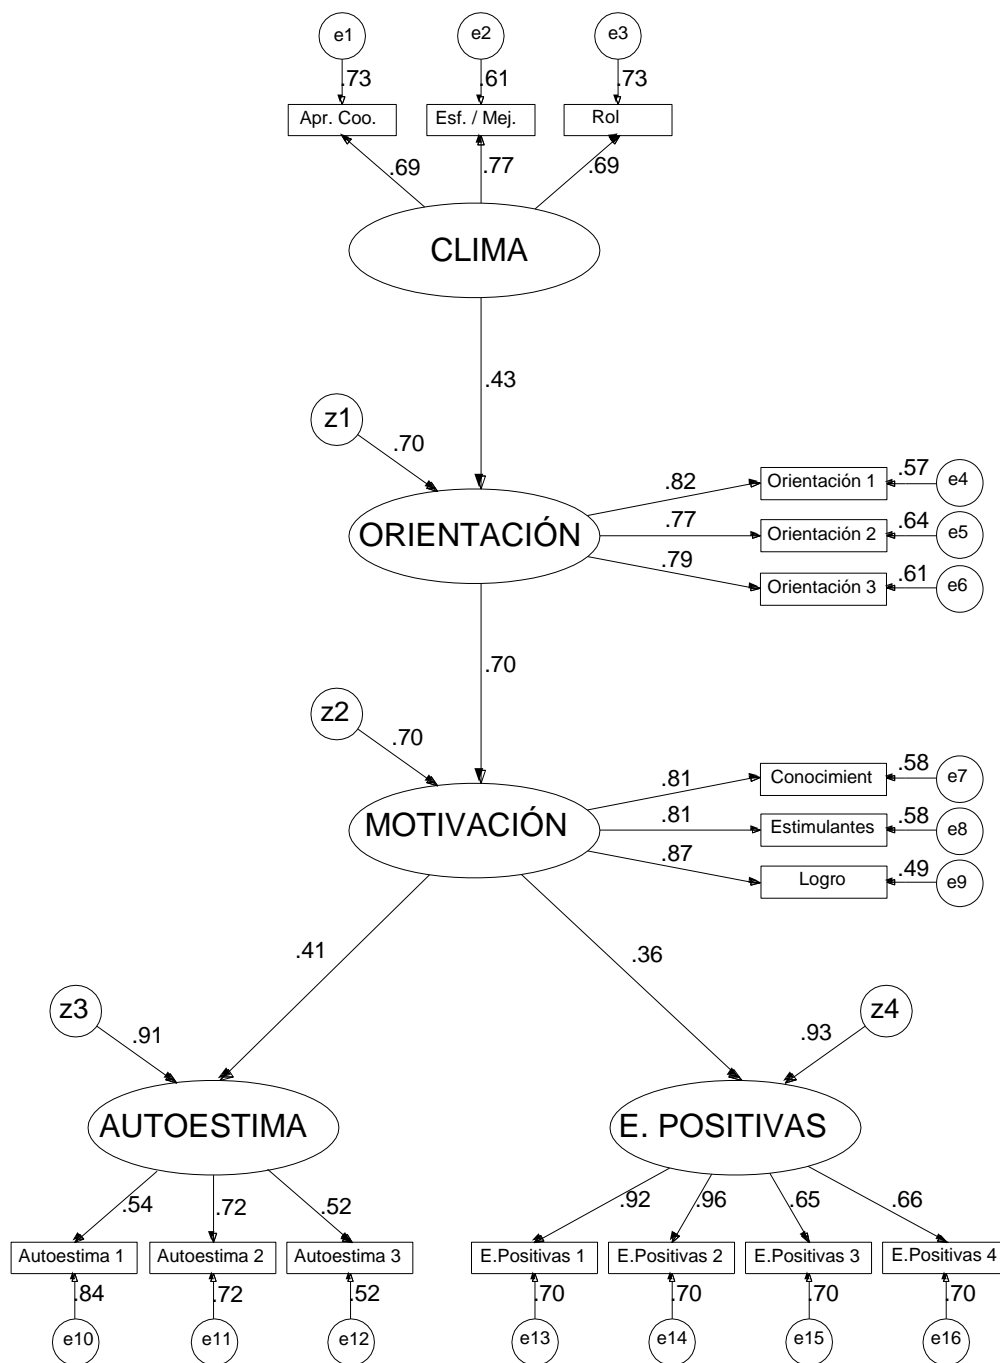 e1 e2 e3
.73 .61 .73
Apr. Coo. Esf. / Mej. Rol
.69 .77 .69
CLIMA
.43
z1
.70
ORIENTACIÓN
.82 Orientación 1 .57 e4
.77 Orientación 2 .64 e5
.79 Orientación 3 .61 e6
.70
z2
.70
MOTIVACIÓN
.81 Conocimient .58 e7
.81 Estimulantes .58 e8
.87 Logro .49 e9
.41 .36
z3 z4
.91 .93
AUTOESTIMA E. POSITIVAS
.54 .72 .52 .92 .96 .65 .66
Autoestima 1 Autoestima 2 Autoestima 3 E.Positivas 1 E.Positivas 2 E.Positivas 3 E.Positivas 4
.84 .72 .52 .70 .70 .70 .70
e10 e11 e12 e13 e14 e15 e16